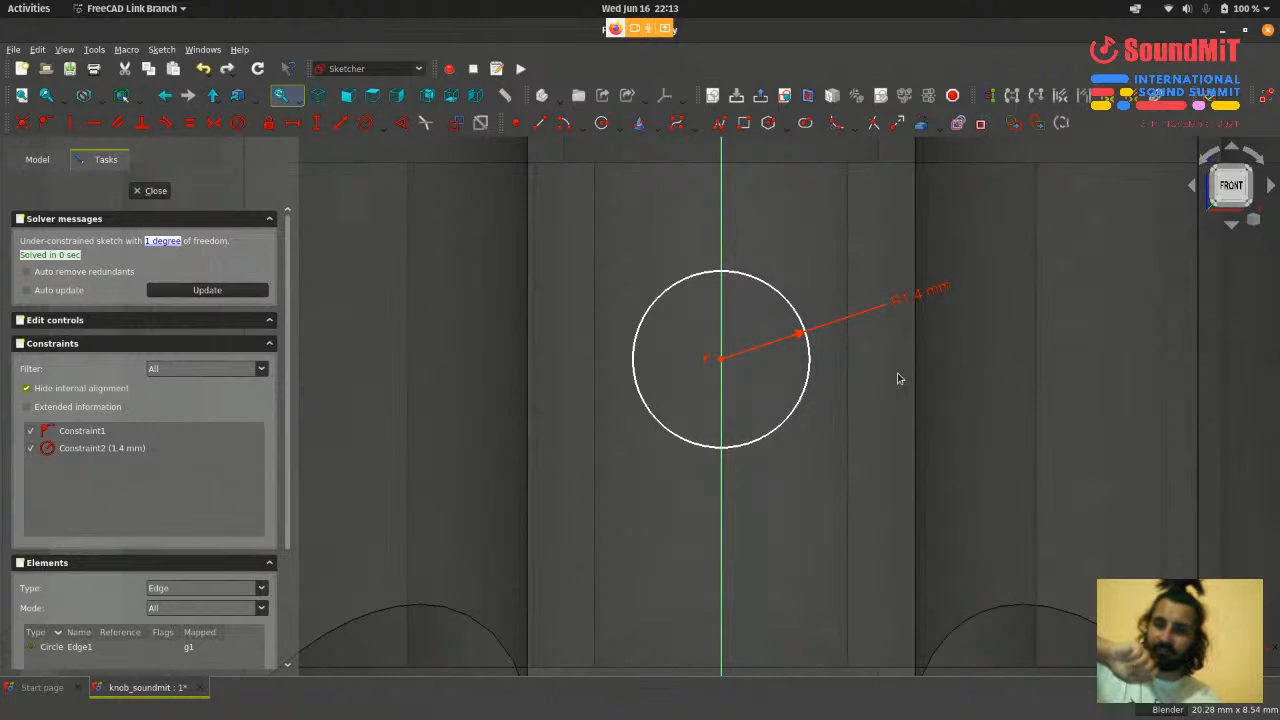 Activities
FreeCAD Link Branch
Wed Jun 16 22:13
100 %
File Edit View Tools Macro Sketch Windows Help
SoundMiT
INTERNATIONAL
SOUND SUMMIT
Sketcher
Model
Tasks
Close
FRONT
Solver messages
Under-constrained sketch with 1 degree of freedom.
Solved in 0 sec
Auto remove redundants
Auto update
Update
R1.4 mm
Edit controls
Constraints
Filter:
All
Hide internal alignment
Extended information
Constraint1
Constraint2 (1.4 mm)
Elements
Type:
Edge
Mode:
All
Type Name Reference Flags Mapped
Circle Edge1 g1
Start page
knob_soundmit : 1*
Blender 20.28 mm x 8.54 mm